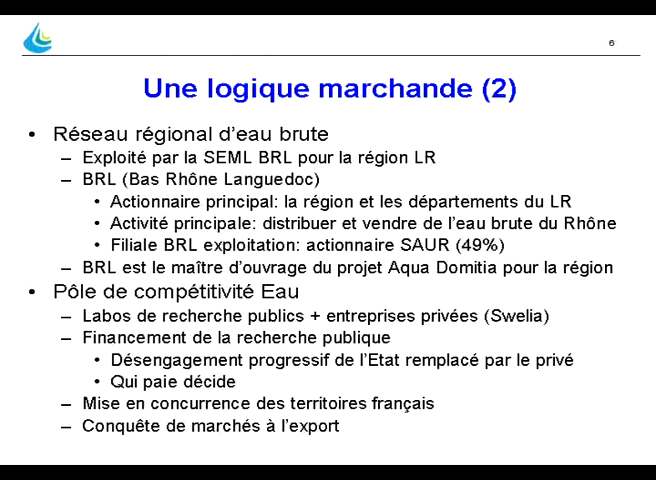 6
Une logique marchande (2)
• Réseau régional d'eau brute
– Exploité par la SEML BRL pour la région LR
– BRL (Bas Rhône Languedoc)
• Actionnaire principal: la région et les départements du LR
• Activité principale: distribuer et vendre de l'eau brute du Rhône
• Filiale BRL exploitation: actionnaire SAUR (49%)
– BRL est le maître d'ouvrage du projet Aqua Domitia pour la région
• Pôle de compétitivité Eau
– Labos de recherche publics + entreprises privées (Swelia)
– Financement de la recherche publique
• Désengagement progressif de l'Etat remplacé par le privé
• Qui paie décide
– Mise en concurrence des territoires français
– Conquête de marchés à l'export